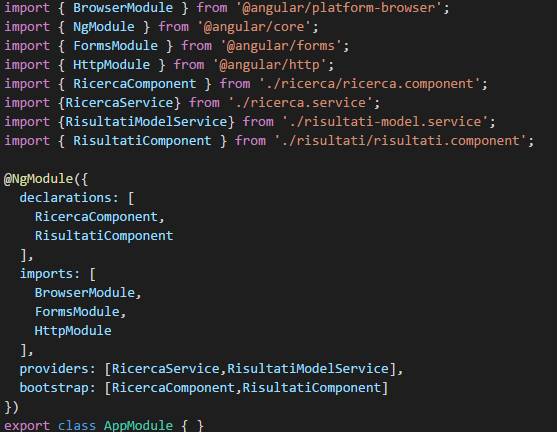 import { BrowserModule } from '@angular/platform-browser';
import { NgModule } from '@angular/core';
import { FormsModule } from '@angular/forms';
import { HttpModule } from '@angular/http';
import { RicercaComponent } from './ricerca/ricerca.component';
import {RicercaService} from './ricerca.service';
import {RisultatiModelService} from './risultati-model.service';
import { RisultatiComponent } from './risultati/risultati.component';

@NgModule({
  declarations: [
    RicercaComponent,
    RisultatiComponent
  ],
  imports: [
    BrowserModule,
    FormsModule,
    HttpModule
  ],
  providers: [RicercaService,RisultatiModelService],
  bootstrap: [RicercaComponent,RisultatiComponent]
})
export class AppModule { }